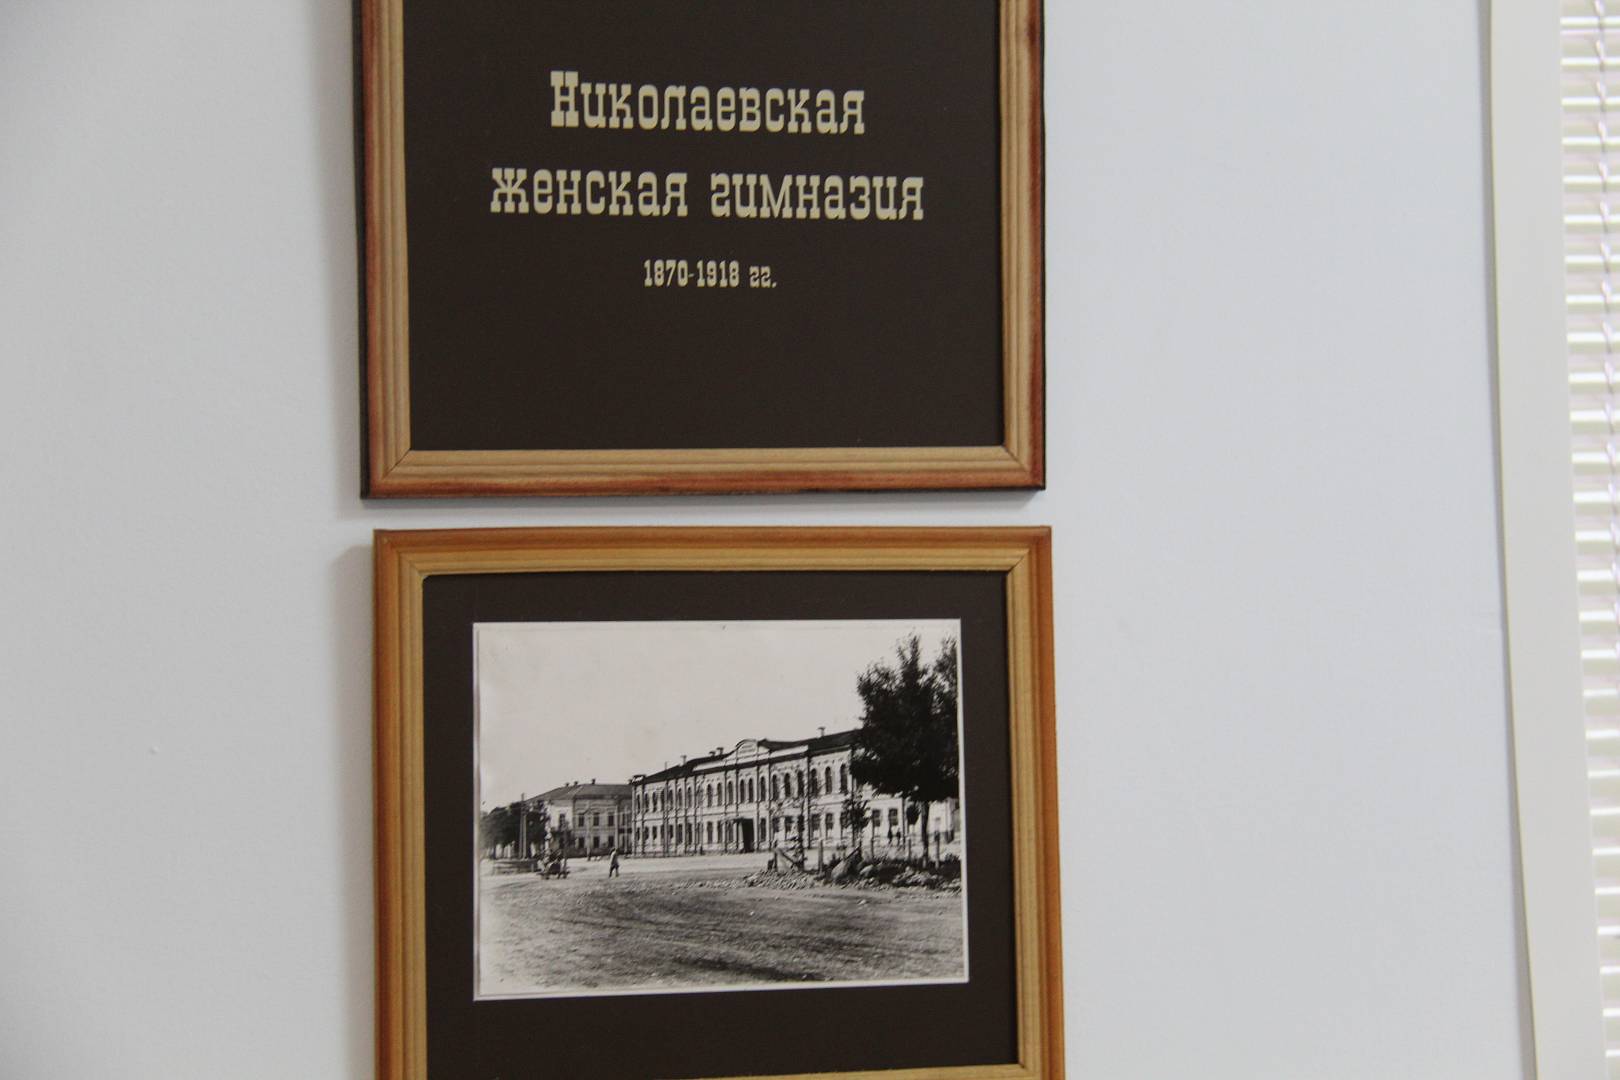 Николаевская
женская гимназия
1870-1918 гг.